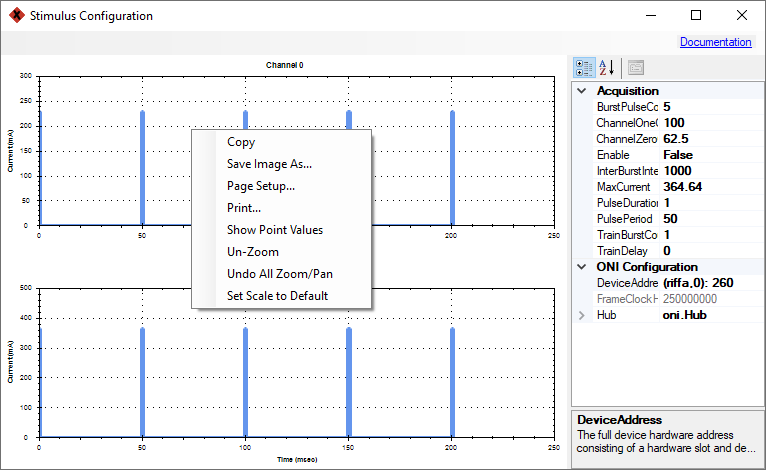 Stimulus Configuration
Documentation
Channel 0
300
250
200
150
100
50
0
Current(mA)
0
50
200
250
Copy
Save Image As...
Page Setup...
Print...
Show Point Values
Un-Zoom
Undo All Zoom/Pan
Set Scale to Default
500
400
300
200
100
0
Current(mA)
0
50
100
150
200
250
Time (msec)
Acquisition
BurstPulseCo 5
ChannelOneC 100
ChannelZero 62.5
Enable False
InterBurstInte 1000
MaxCurrent 364.64
PulseDuration 1
PulsePeriod 50
TrainBurstCo 1
TrainDelay 0
ONI Configuration
DeviceAddre (riffa,0): 260
FrameClockH 250000000
Hub oni.Hub
DeviceAddress
The full device hardware address
consisting of a hardware slot and de...